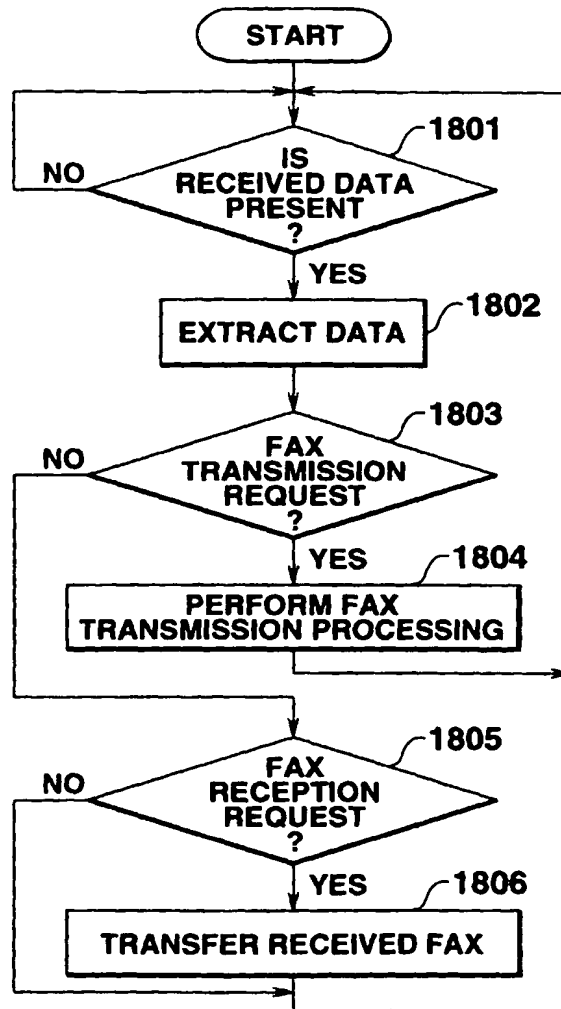 START
1801
IS
RECEIVED DATA
PRESENT
?
NO
YES
1802
EXTRACT DATA
1803
FAX
TRANSMISSION
REQUEST
?
NO
YES
1804
PERFORM FAX
TRANSMISSION PROCESSING
1805
FAX
RECEPTION
REQUEST
?
NO
YES
1806
TRANSFER RECEIVED FAX